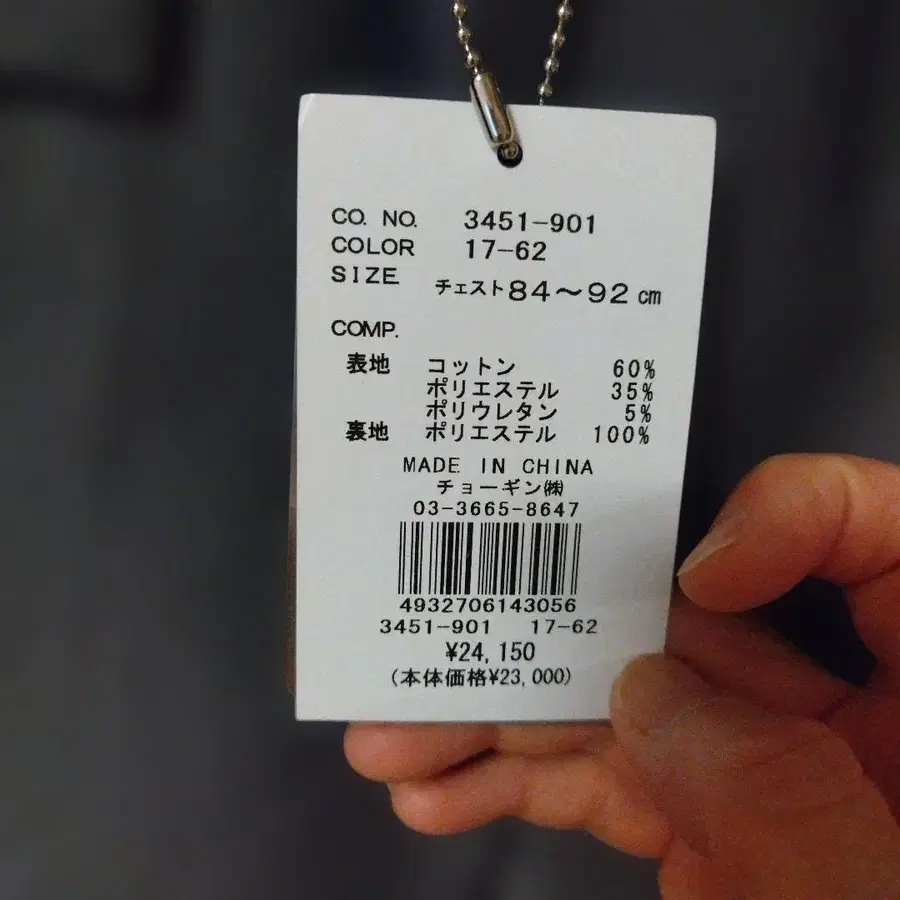 CO. NO. 3451-901
COLOR 17-62
SIZE チェスト84～92cm
COMP.
表地 コットン 60%
ポリエステル 35%
ポリウレタン 5%
裏地 ポリエステル 100%
MADE IN CHINA
チョーギン㈱
03-3665-8647
4932706143056
3451-901 17-62
¥24,150
(本体価格¥23,000)